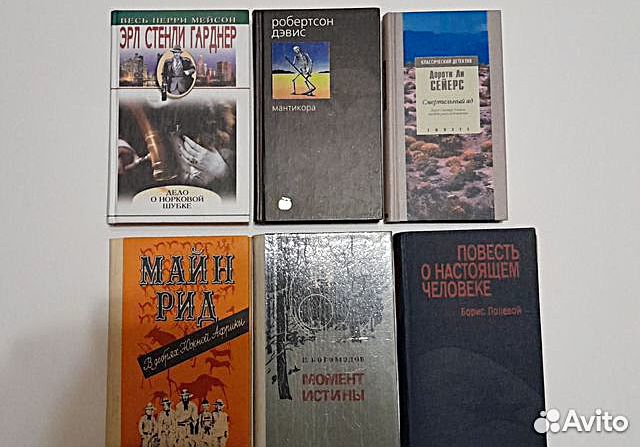 ВЕСЬ ПЕРРИ МЕЙСОН
ЭРЛ СТЕНЛИ ГАРДНЕР
ДЕЛО
О НОРКОВОЙ
ШУБКЕ
робертсон
дэвис
мантикора
КЛАССИЧЕСКИЙ ДЕТЕКТИВ
Дороти Ли
СЕЙЕРС
Смертельный яд
МАЙН
РИД
В дебрях Южной Африки
В БОГОМОЛОВ
МОМЕНТ
ИСТИНЫ
ПОВЕСТЬ
О НАСТОЯЩЕМ
ЧЕЛОВЕКЕ
Борис Полевой
Avito